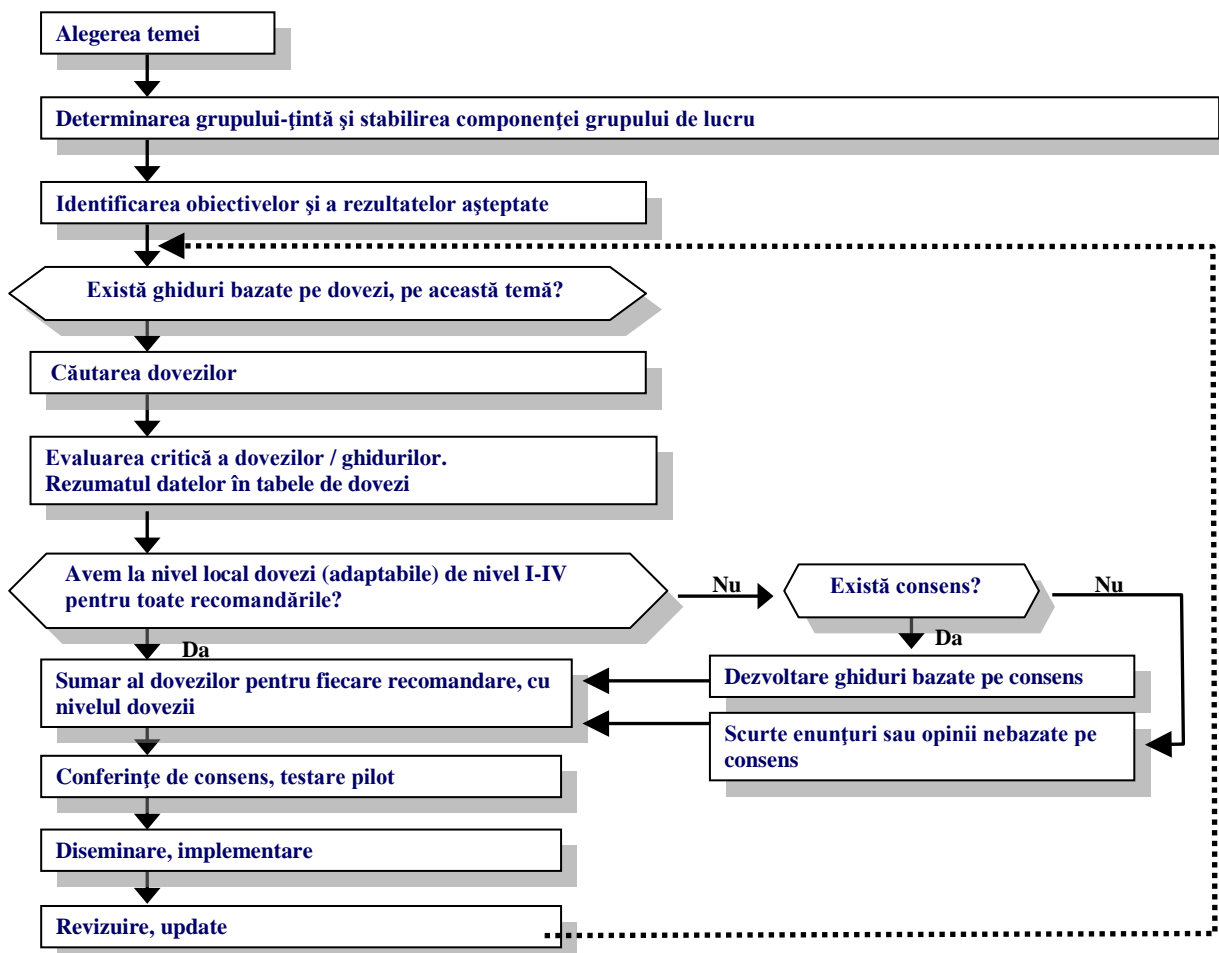 Alegerea temei
Determinarea grupului-ţintă şi stabilirea componenţei grupului de lucru
Identificarea obiectivelor şi a rezultatelor aşteptate
Există ghiduri bazate pe dovezi, pe această temă?
Căutarea dovezilor
Evaluarea critică a dovezilor / ghidurilor.
Rezumatul datelor în tabele de dovezi
Avem la nivel local dovezi (adaptabile) de nivel I-IV
pentru toate recomandările?
Nu
Există consens?
Nu
Da
Da
Sumar al dovezilor pentru fiecare recomandare, cu
nivelul dovezii
Dezvoltare ghiduri bazate pe consens
Scurte enunţuri sau opinii nebazate pe
consens
Conferinţe de consens, testare pilot
Diseminare, implementare
Revizuire, update